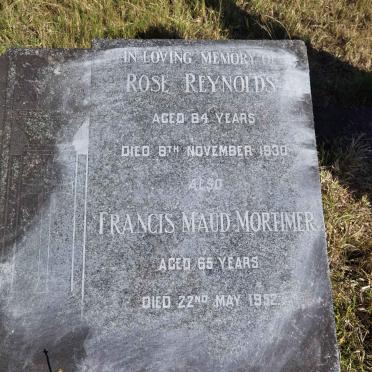 IN LOVING MEMORY OF
ROSE REYNOLDS
AGED 84 YEARS
DIED 8TH NOVEMBER 1930
ALSO
FRANCIS MAUD MORTIMER
AGED 65 YEARS
DIED 22ND MAY 1952